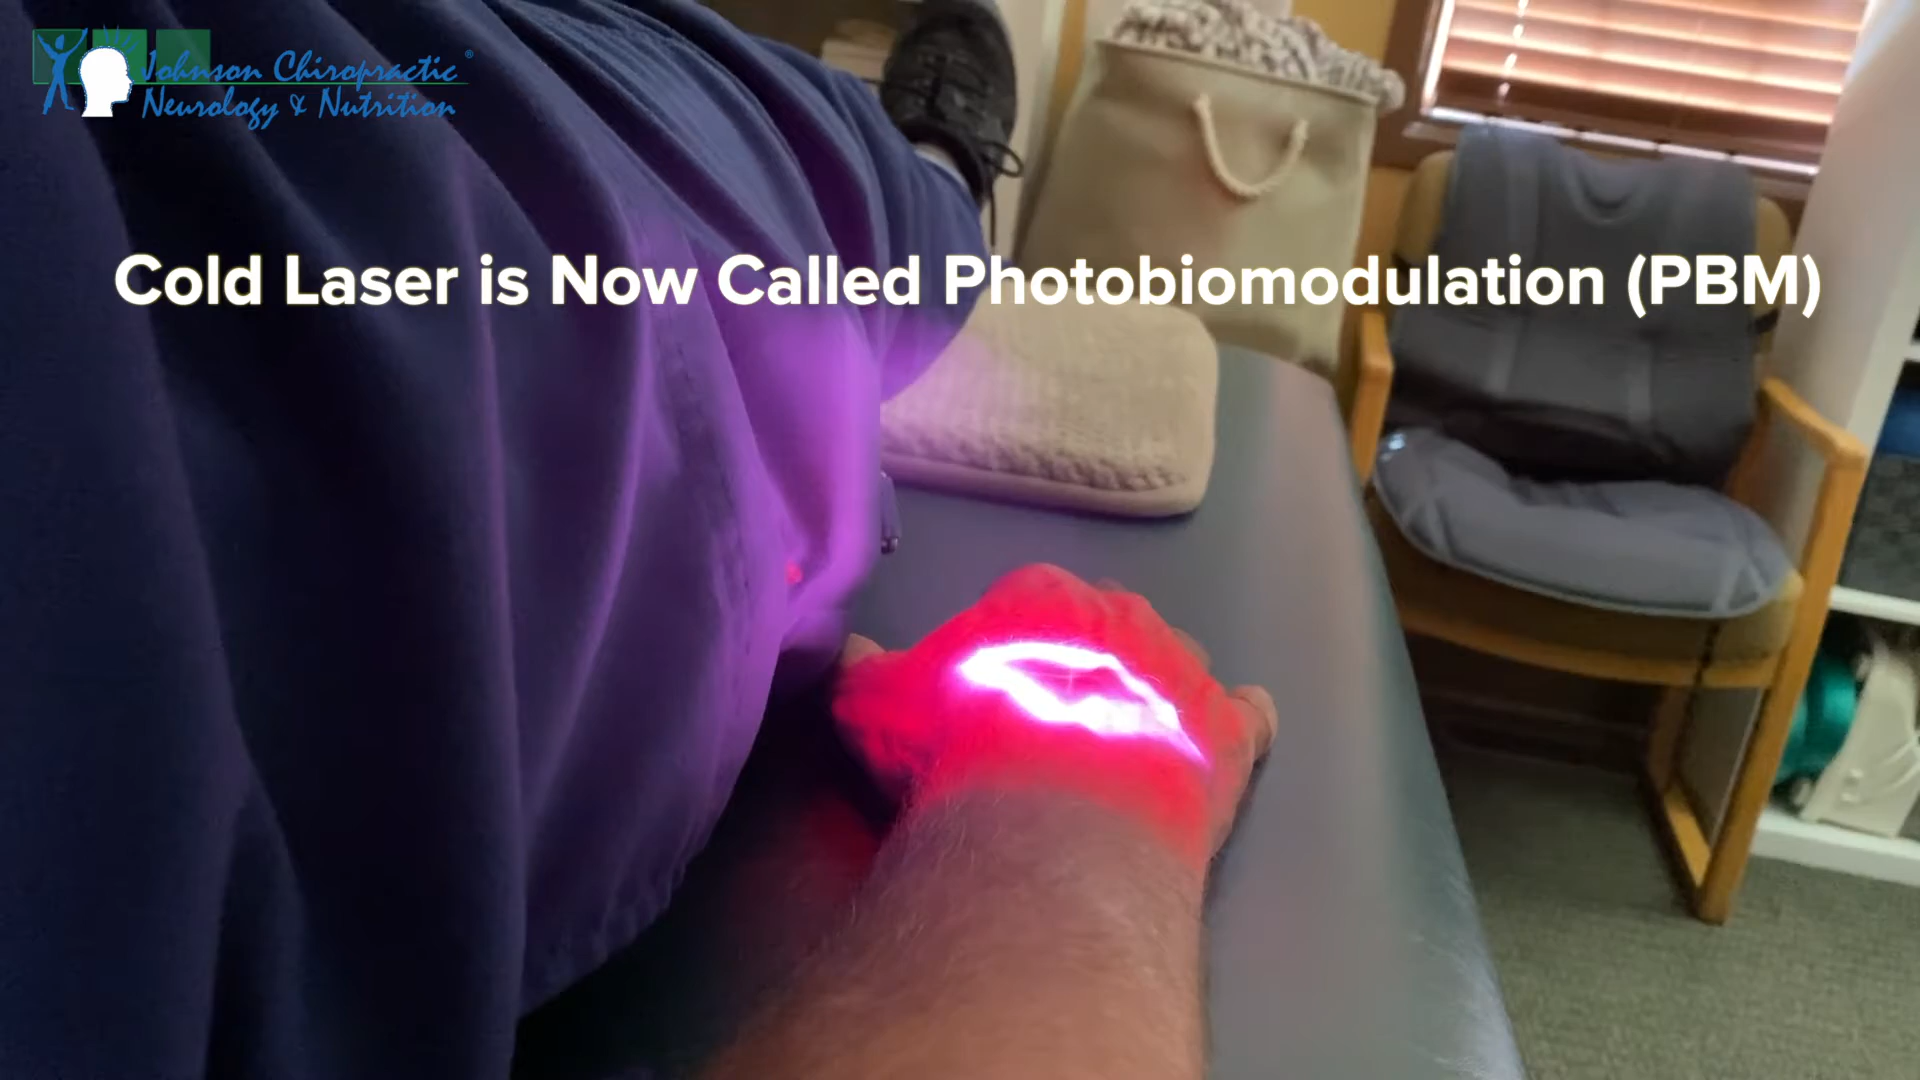 Johnson Chiropractic®
Neurology & Nutrition
Cold Laser is Now Called Photobiomodulation (PBM)